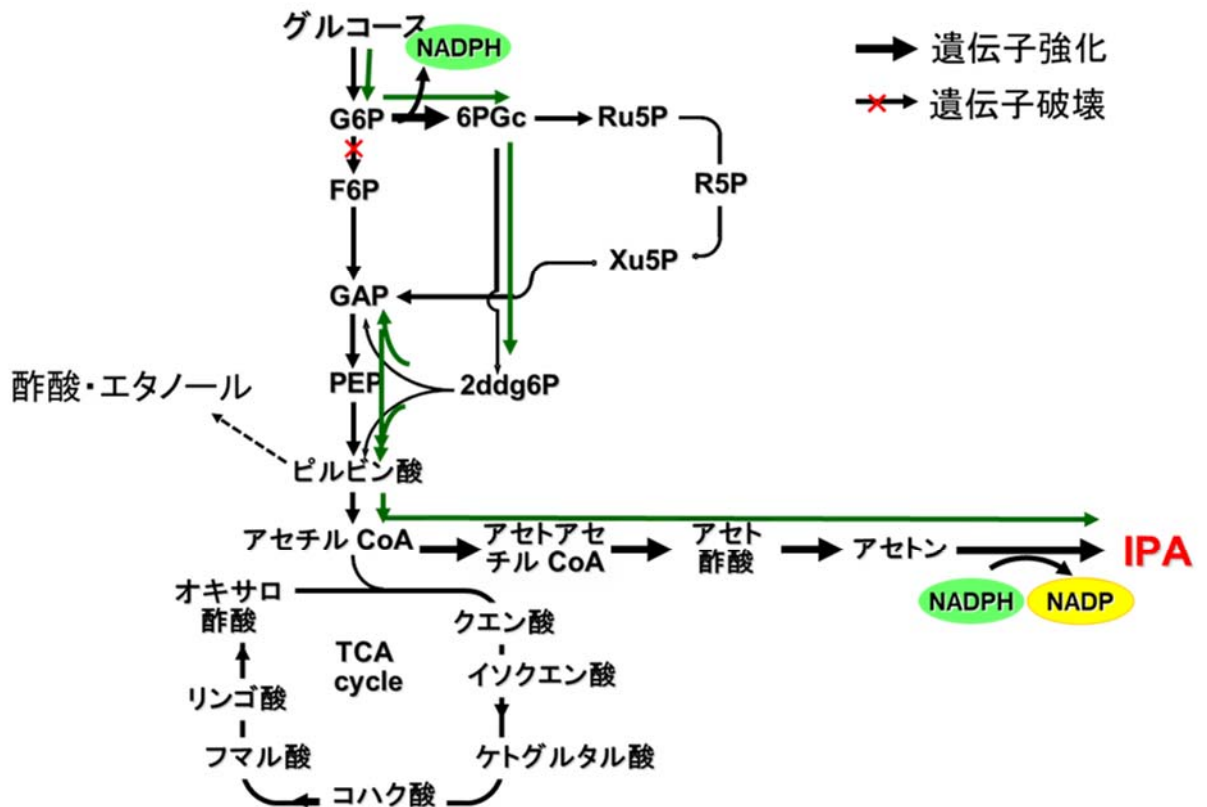 グルコース
NADPH
遺伝子強化
遺伝子破壊
G6P
6PGc
Ru5P
F6P
R5P
Xu5P
GAP
酢酸・エタノール
PEP
2ddg6P
ピルビン酸
アセチル CoA
アセトアセ
チル CoA
アセト
酢酸
アセトン
IPA
NADPH
NADP
オキサロ
酢酸
クエン酸
TCA
cycle
イソクエン酸
リンゴ酸
フマル酸
ケトグルタル酸
コハク酸